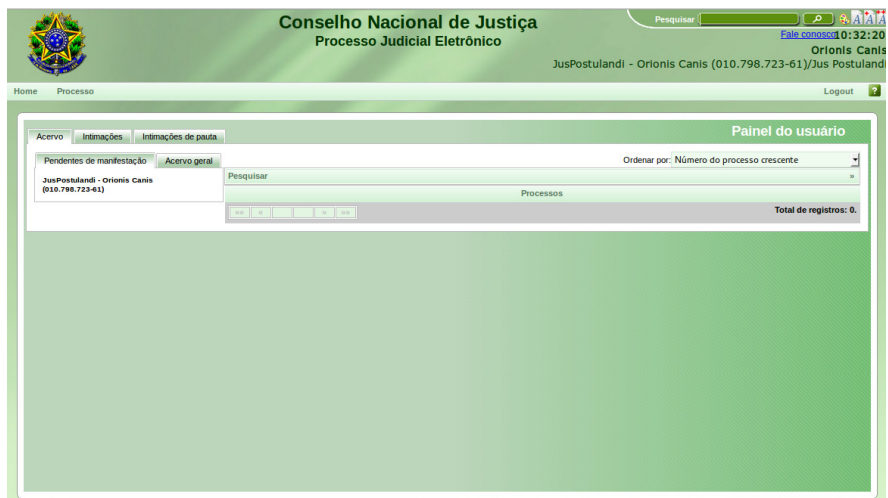 Conselho Nacional de Justiça
Processo Judicial Eletrônico
Pesquisar
Fale conosco 10:32:20
Orionis Canis
JusPostulandi - Orionis Canis (010.798.723-61)/Jus Postulandi
Home Processo Logout ?
Painel do usuário
Acervo Intimações Intimações de pauta
Pendentes de manifestação Acervo geral
Ordenar por: Número do processo crescente
JusPostulandi - Orionis Canis
(010.798.723-61)
Pesquisar »
Processos
«« « » »»
Total de registros: 0.